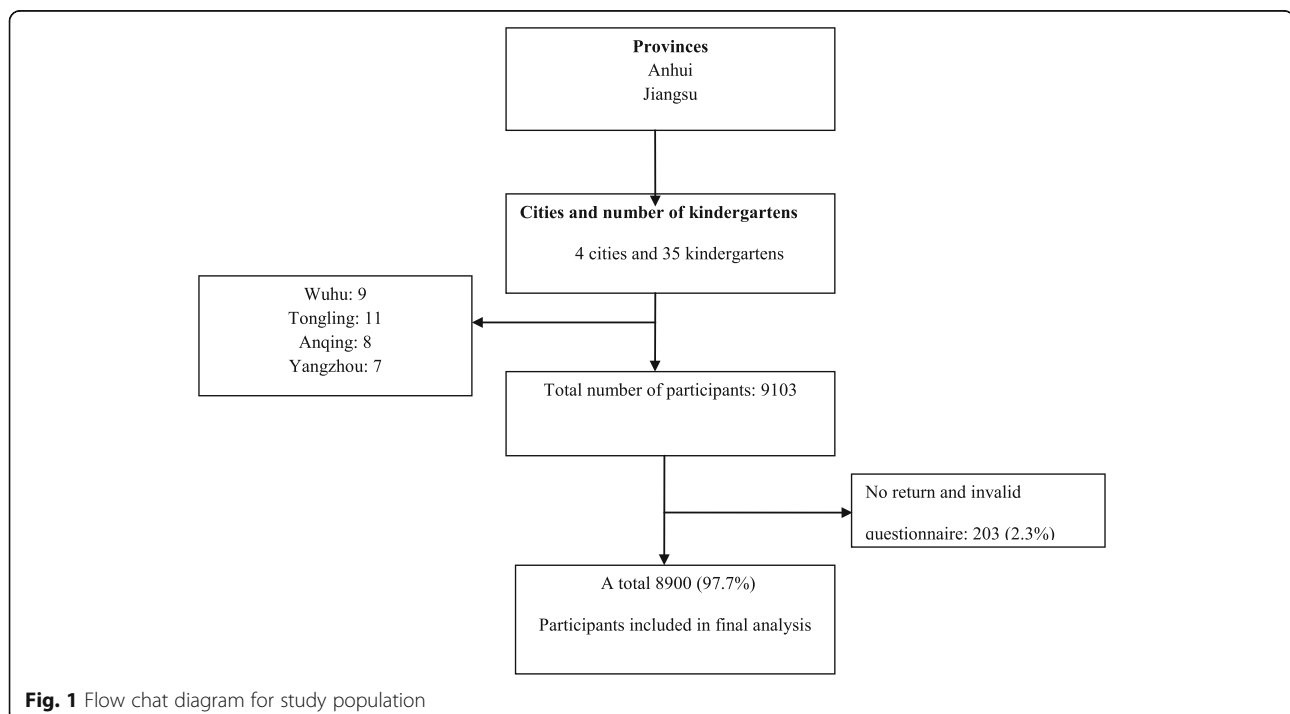 Provinces
Anhui
Jiangsu
Cities and number of kindergartens
4 cities and 35 kindergartens
Wuhu: 9
Tongling: 11
Anqing: 8
Yangzhou: 7
Total number of participants: 9103
No return and invalid
questionnaire: 203 (2.3%)
A total 8900 (97.7%)
Participants included in final analysis
Fig. 1 Flow chat diagram for study population